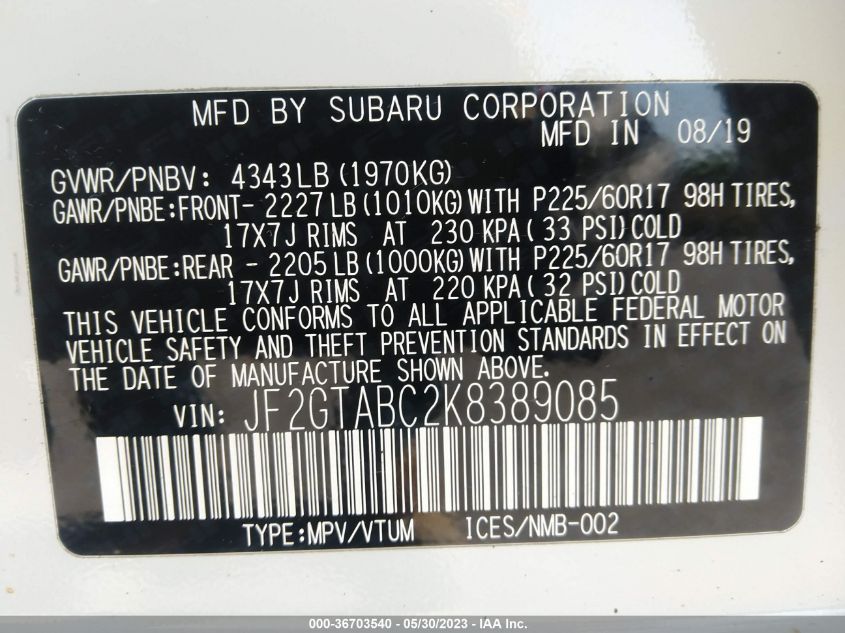 MFD BY SUBARU CORPORATION
MFD IN 08/19
GVWR/PNBV: 4343LB (1970KG)
GAWR/PNBE:FRONT- 2227 LB (1010KG) WITH P225/60R17 98H TIRES,
17X7J RIMS AT 230 KPA ( 33 PSI) COLD
GAWR/PNBE:REAR - 2205 LB (1000KG) WITH P225/60R17 98H TIRES,
17X7J RIMS AT 220 KPA ( 32 PSI) COLD
THIS VEHICLE CONFORMS TO ALL APPLICABLE FEDERAL MOTOR
VEHICLE SAFETY AND THEFT PREVENTION STANDARDS IN EFFECT ON
THE DATE OF MANUFACTURE SHOWN ABOVE.
VIN: JF2GTABC2K8389085
TYPE:MPV/VTUM ICES/NMB-002
000-36703540 - 05/30/2023 - IAA Inc.